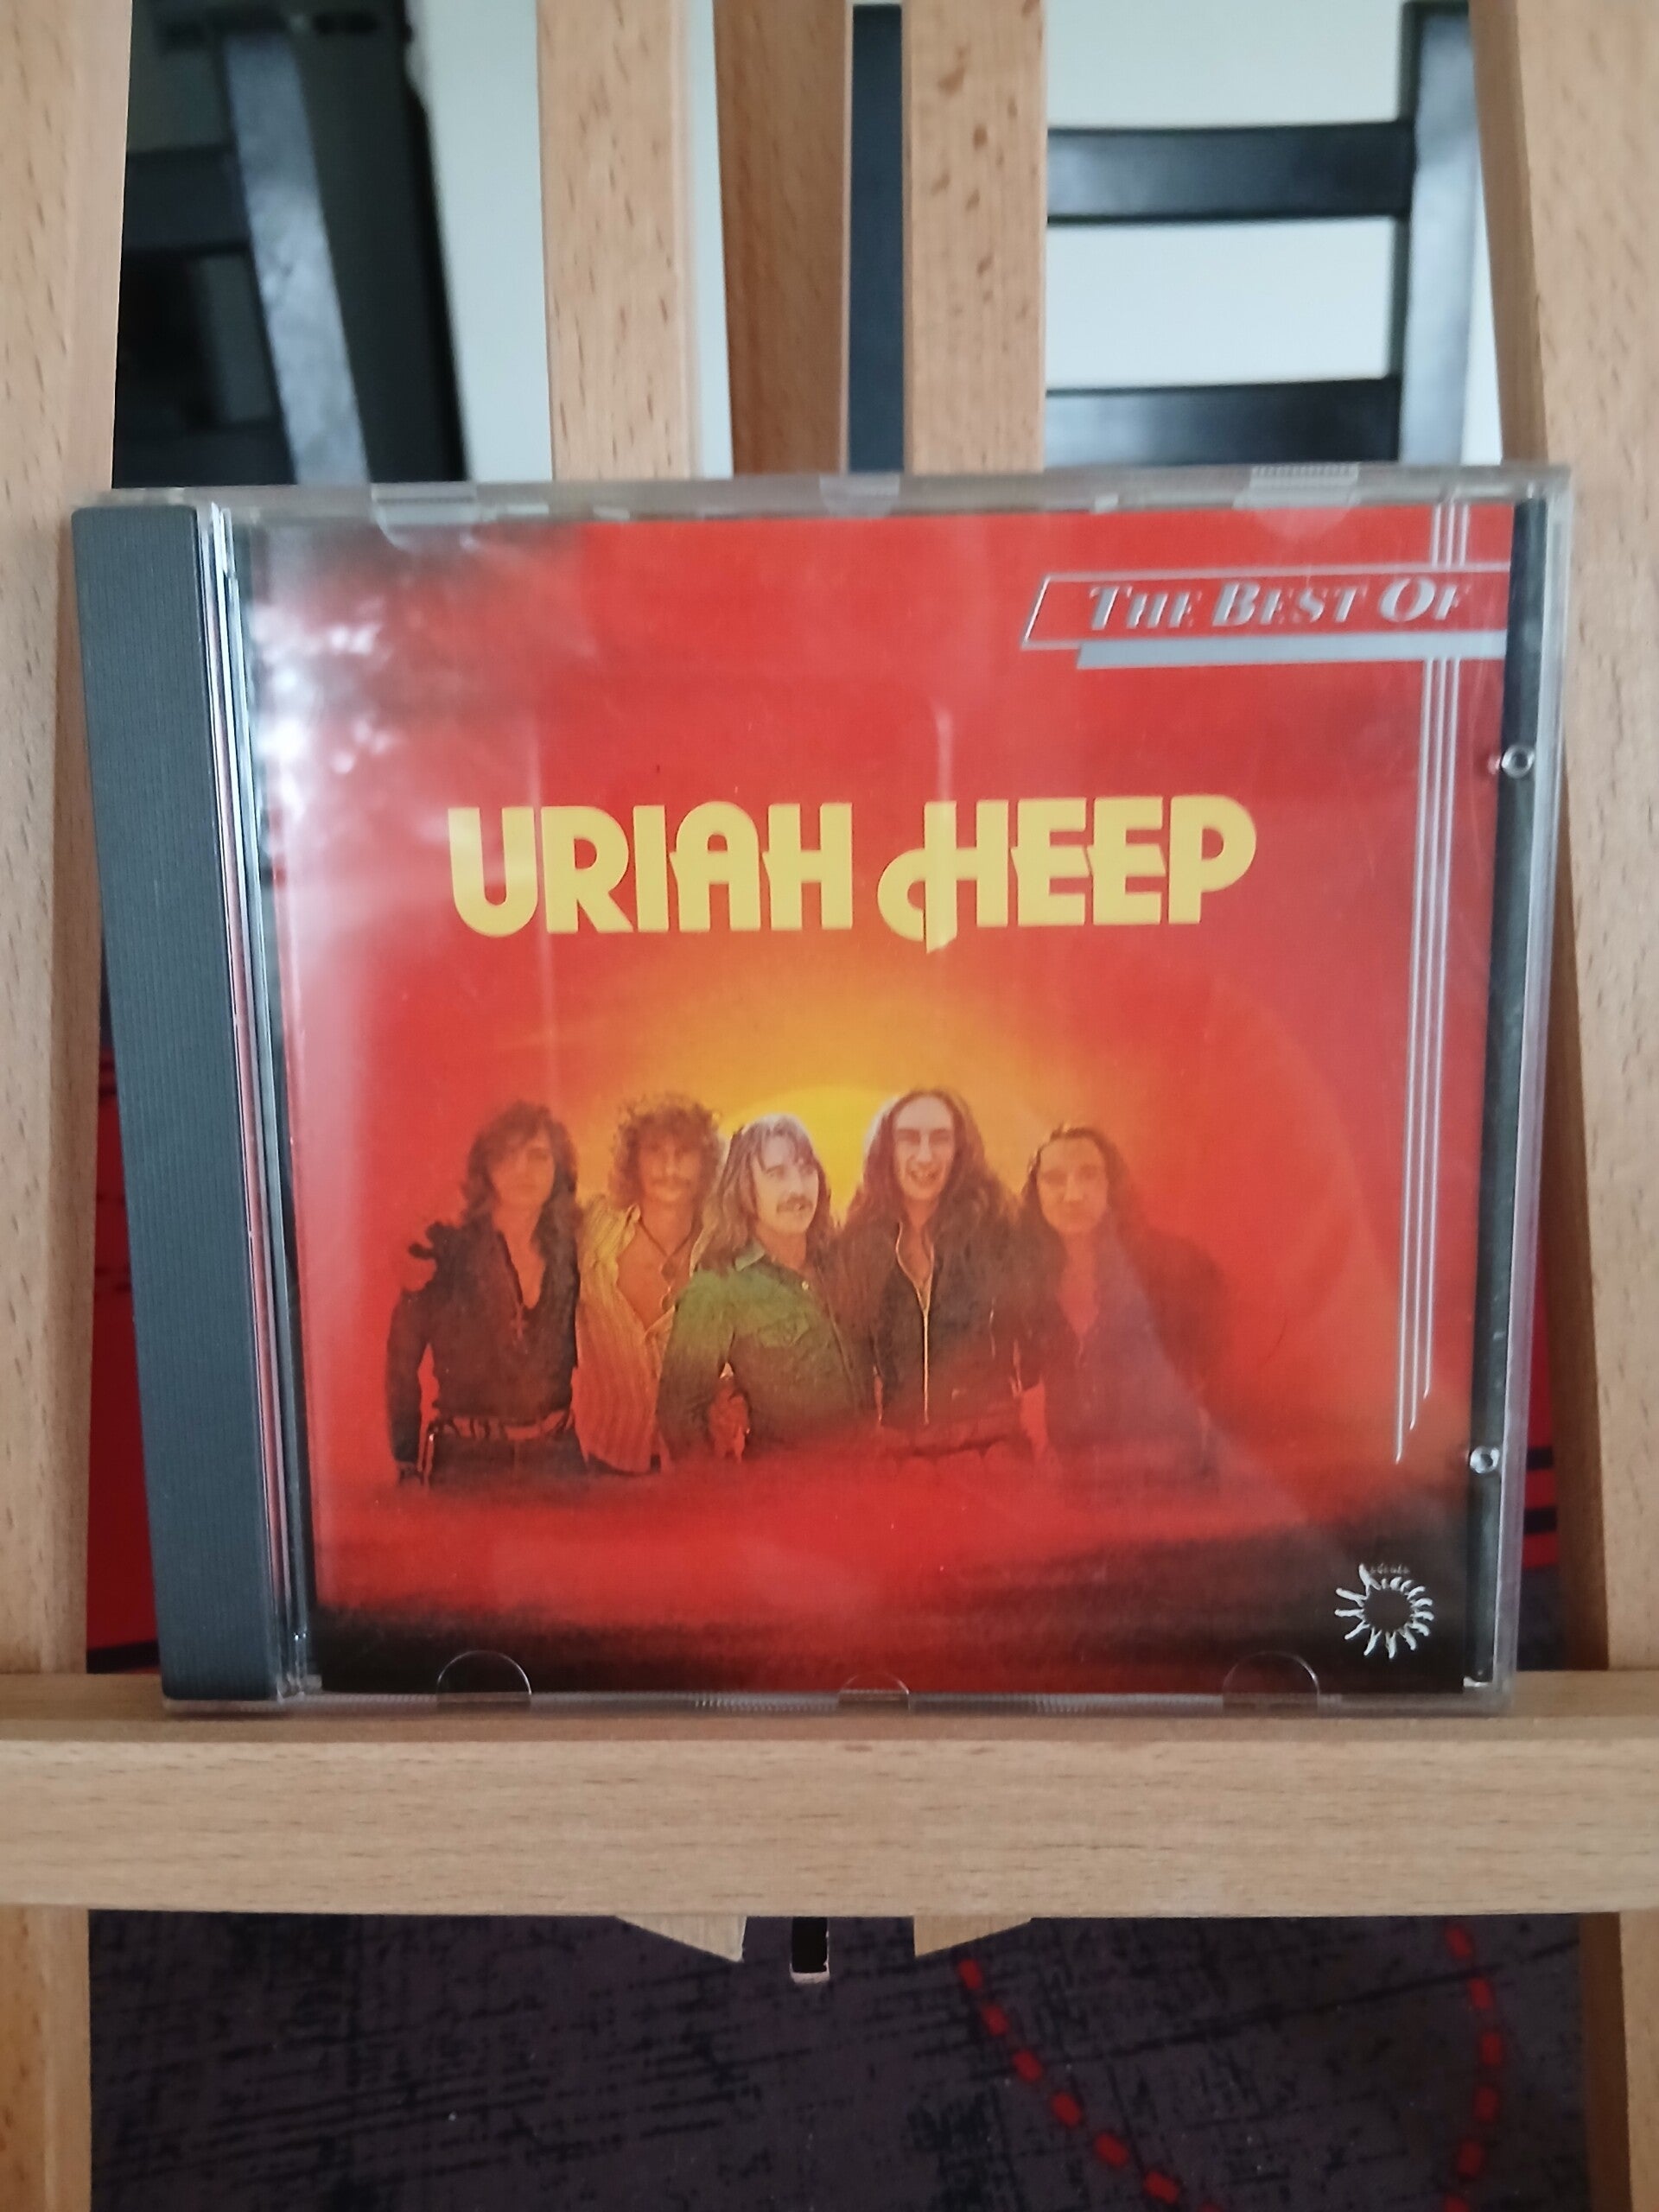 THE BEST OF
URIAH HEEP